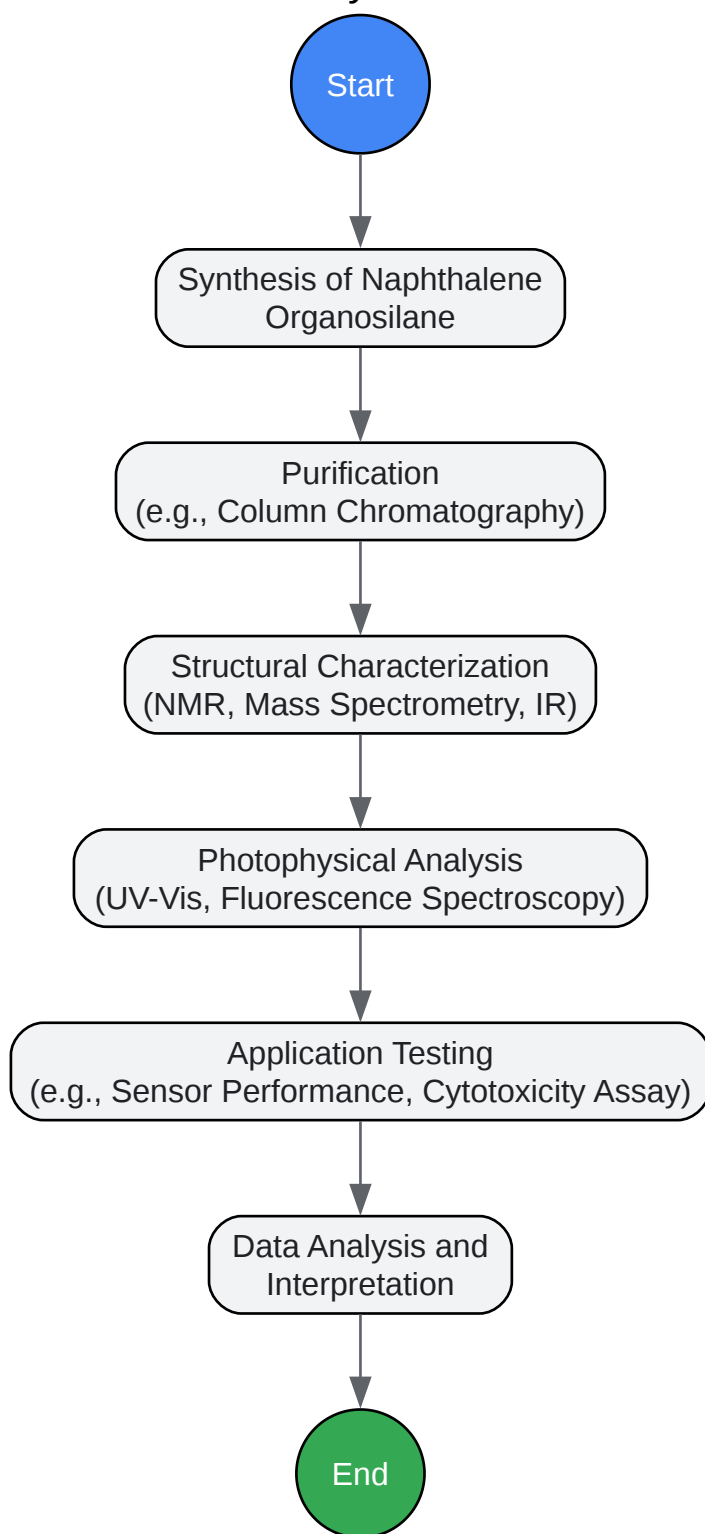 Start
Synthesis of Naphthalene
Organosilane
Purification
(e.g., Column Chromatography)
Structural Characterization
(NMR, Mass Spectrometry, IR)
Photophysical Analysis
(UV-Vis, Fluorescence Spectroscopy)
Application Testing
(e.g., Sensor Performance, Cytotoxicity Assay)
Data Analysis and
Interpretation
End